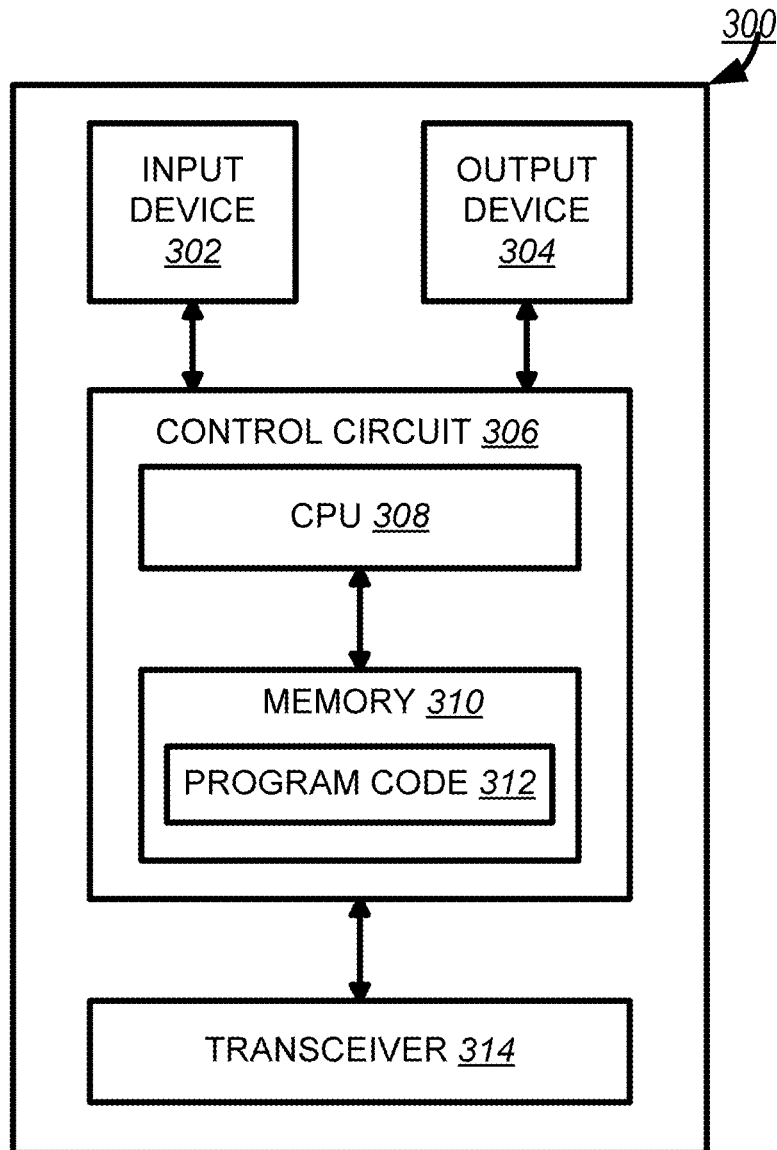 300
INPUT
DEVICE
302
OUTPUT
DEVICE
304
CONTROL CIRCUIT 306
CPU 308
MEMORY 310
PROGRAM CODE 312
TRANSCEIVER 314